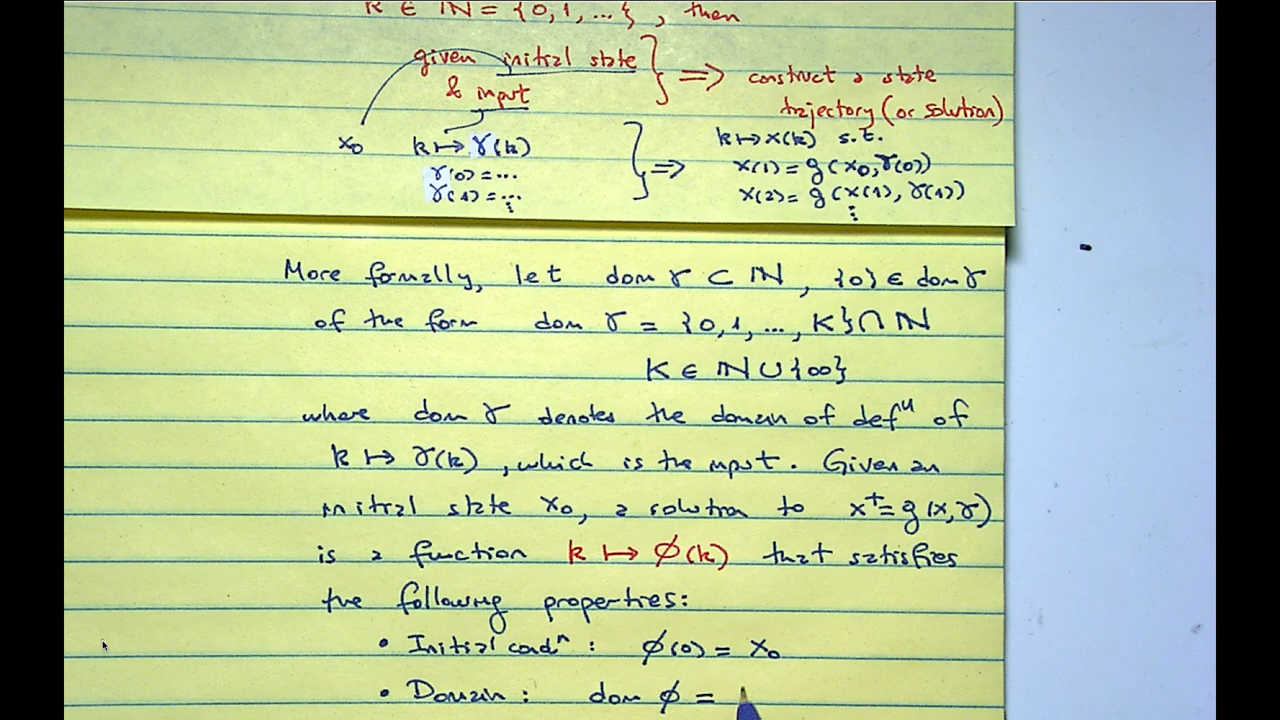 k ∈ ℕ = {0,1,...}, then
given initial state
& input
⟹ construct a state
trajectory (or solution)
x₀ k ↦ γ(k)
γ(0) = ...
γ(1) = ...
⋮
⟹ k ↦ x(k) s.t.
x(1) = g(x₀, γ(0))
x(2) = g(x(1), γ(1))
⋮
More formally, let dom γ ⊂ ℕ, {0} ∈ dom γ
of the form dom γ = {0,1,...,K} ∩ ℕ
K ∈ ℕ ∪ {∞}
where dom γ denotes the domain of defⁿ of
k ↦ γ(k), which is the input. Given an
initial state x₀, a solution to x⁺ = g(x,γ)
is a function k ↦ ϕ(k) that satisfies
the following properties:
• Initial condⁿ : ϕ(0) = x₀
• Domain : dom ϕ =